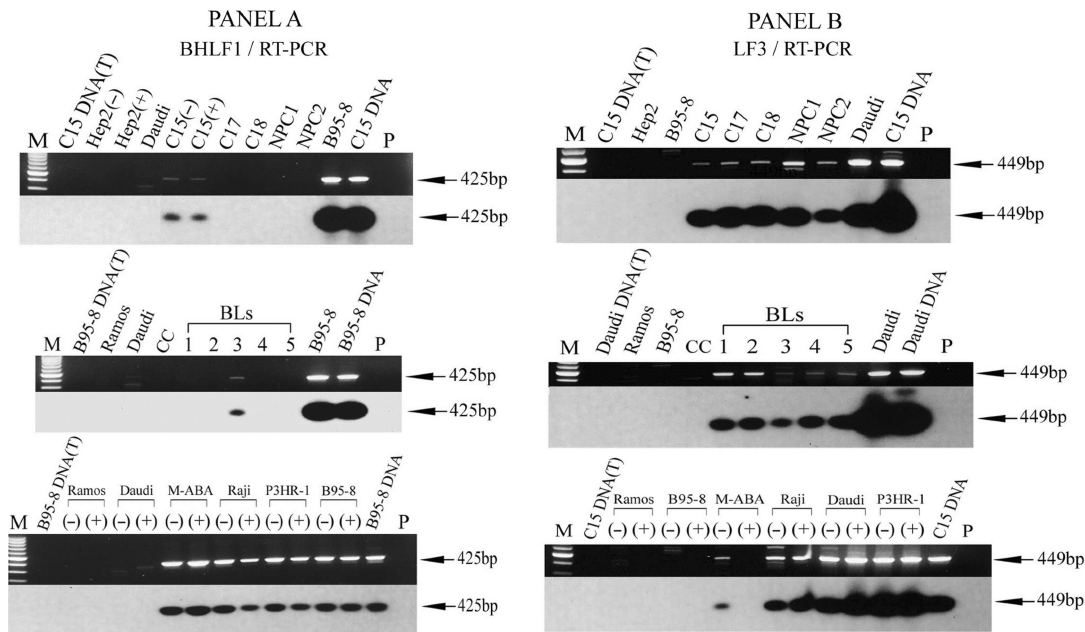 PANEL A
BHLF1 / RT-PCR
M C15 DNA(T) Hep2(–) Hep2(+) Daudi C15(–) C15(+) C17 C18 NPC1 NPC2 B95-8 C15 DNA P
425bp
425bp
BLs
M B95-8 DNA(T) Ramos Daudi CC 1 2 3 4 5 B95-8 B95-8 DNA P
425bp
425bp
Ramos Daudi M-ABA Raji P3HR-1 B95-8
M B95-8 DNA(T) (–) (+) (–) (+) (–) (+) (–) (+) (–) (+) (–) (+) B95-8 DNA P
425bp
425bp
PANEL B
LF3 / RT-PCR
M C15 DNA(T) Hep2 B95-8 C15 C17 C18 NPC1 NPC2 Daudi C15 DNA P
449bp
449bp
BLs
M Daudi DNA(T) Ramos B95-8 CC 1 2 3 4 5 Daudi Daudi DNA P
449bp
449bp
Ramos B95-8 M-ABA Raji Daudi P3HR-1
M C15 DNA(T) (–) (+) (–) (+) (–) (+) (–) (+) (–) (+) (–) (+) C15 DNA P
449bp
449bp